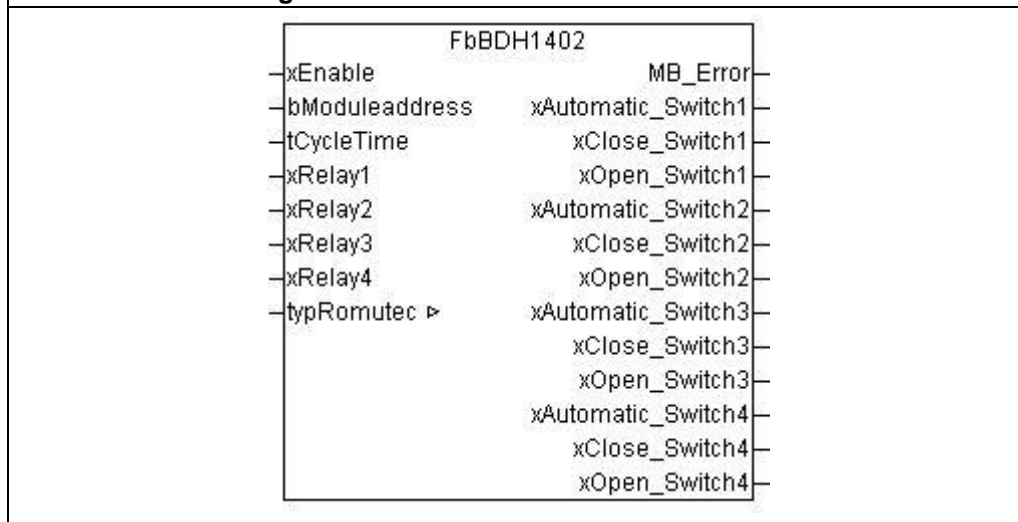 FbBDH1402
xEnable MB_Error
bModuleaddress xAutomatic_Switch1
tCycleTime xClose_Switch1
xRelay1 xOpen_Switch1
xRelay2 xAutomatic_Switch2
xRelay3 xClose_Switch2
xRelay4 xOpen_Switch2
typRomutec ▹ xAutomatic_Switch3
xClose_Switch3
xOpen_Switch3
xAutomatic_Switch4
xClose_Switch4
xOpen_Switch4